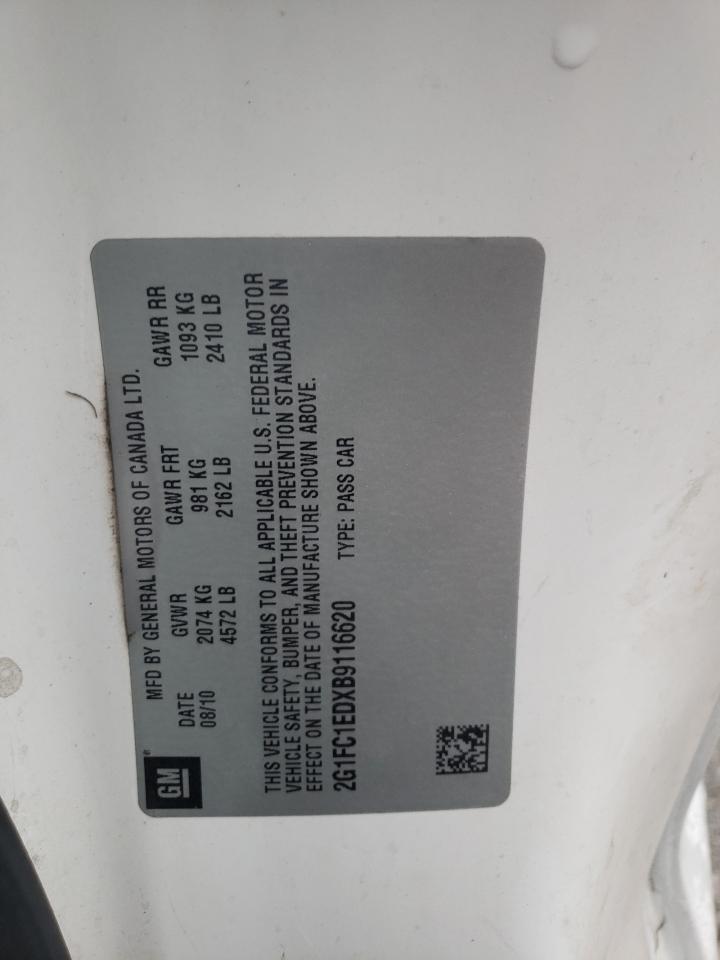 GM®
MFD BY GENERAL MOTORS OF CANADA LTD.
DATE GVWR GAWR FRT GAWR RR
08/10 2074 KG 981 KG 1093 KG
4572 LB 2162 LB 2410 LB
THIS VEHICLE CONFORMS TO ALL APPLICABLE U.S. FEDERAL MOTOR
VEHICLE SAFETY, BUMPER, AND THEFT PREVENTION STANDARDS IN
EFFECT ON THE DATE OF MANUFACTURE SHOWN ABOVE.
2G1FC1EDXB9116620 TYPE: PASS CAR